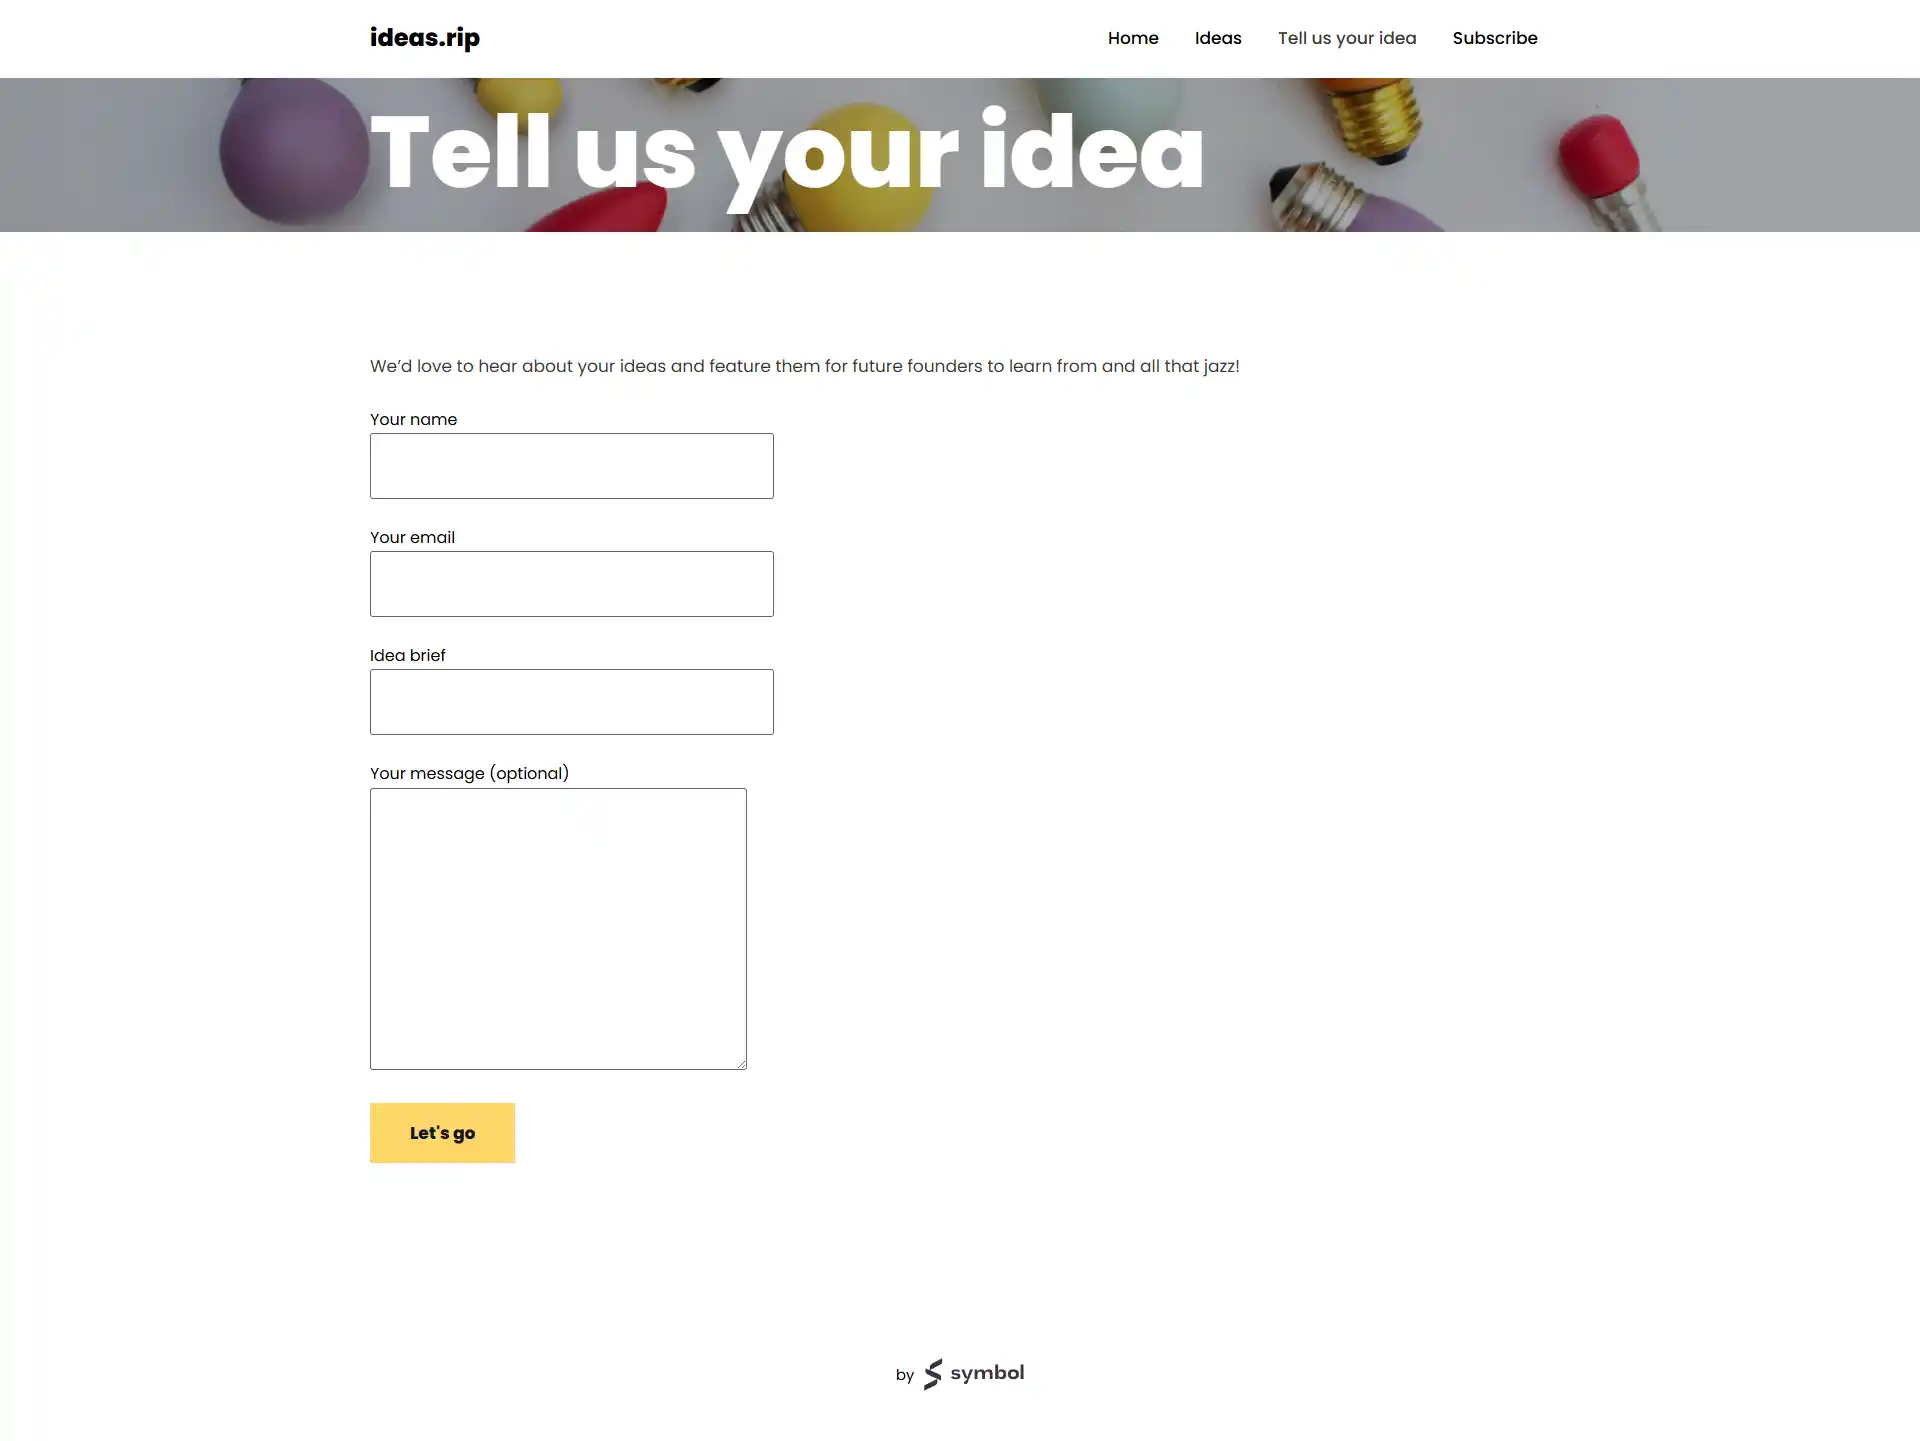 ideas.rip
Home
Ideas
Tell us your idea
Subscribe
Tell us your idea
We’d love to hear about your ideas and feature them for future founders to learn from and all that jazz!
Your name
Your email
Idea brief
Your message (optional)
Let's go
by symbol